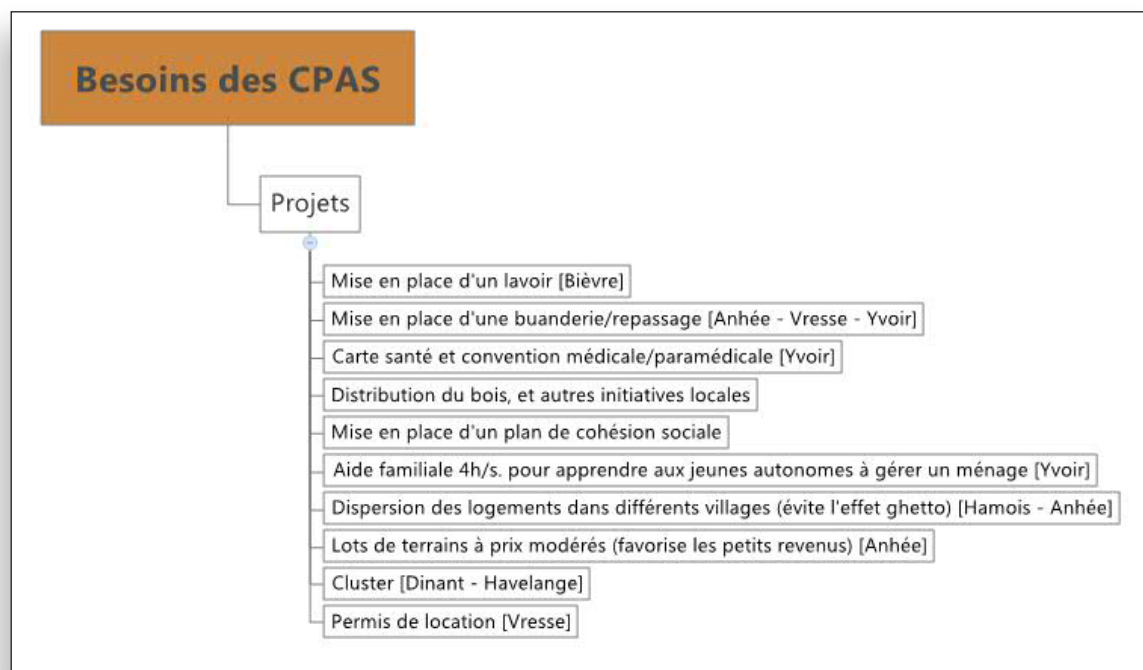 Besoins des CPAS
Projets
Mise en place d'un lavoir [Bièvre]
Mise en place d'une buanderie/repassage [Anhée - Vresse - Yvoir]
Carte santé et convention médicale/paramédicale [Yvoir]
Distribution du bois, et autres initiatives locales
Mise en place d'un plan de cohésion sociale
Aide familiale 4h/s. pour apprendre aux jeunes autonomes à gérer un ménage [Yvoir]
Dispersion des logements dans différents villages (évite l'effet ghetto) [Hamois - Anhée]
Lots de terrains à prix modérés (favorise les petits revenus) [Anhée]
Cluster [Dinant - Havelange]
Permis de location [Vresse]